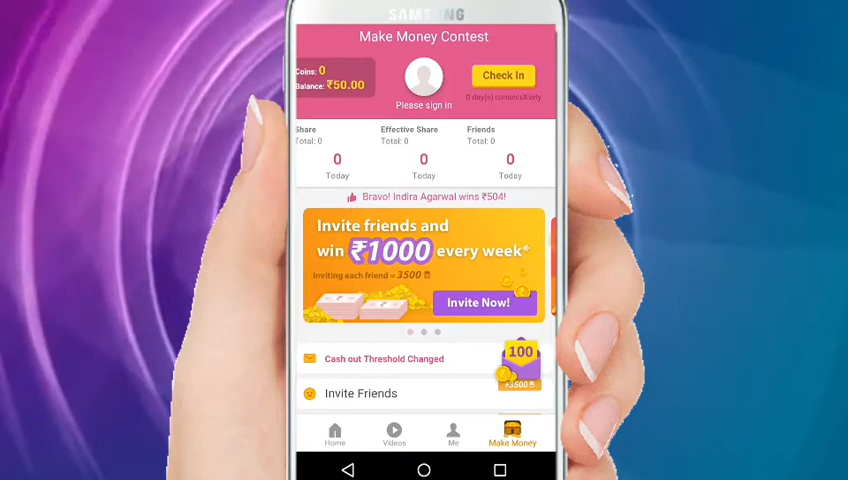 SAMSUNG
Make Money Contest
Coins: 0
Balance: ₹50.00
Check In
Please sign in
0 day(s) consecutively
Share
Effective Share
Friends
Total: 0
Total: 0
Total: 0
0
0
0
Today
Today
Today
Bravo! Indira Agarwal wins ₹504!
Invite friends and
win ₹1000 every week*
Inviting each friend = 3500
Invite Now!
Cash out Threshold Changed
100
Invite Friends
Home
Videos
Me
Make Money